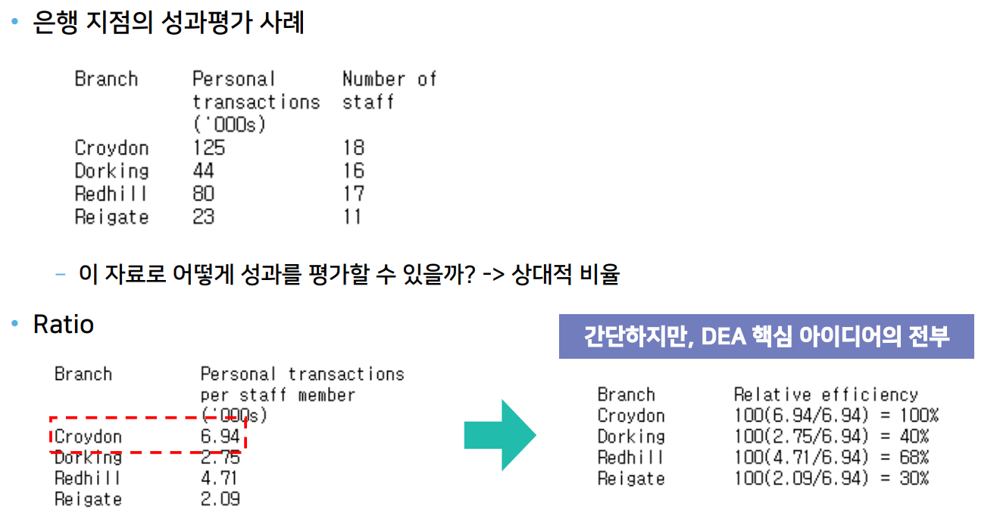 • 은행 지점의 성과평가 사례
Branch Personal Number of
transactions staff
('000s)
Croydon 125 18
Dorking 44 16
Redhill 80 17
Reigate 23 11
– 이 자료로 어떻게 성과를 평가할 수 있을까? -> 상대적 비율
• Ratio
Branch Personal transactions
per staff member
('000s)
Croydon 6.94
Dorking 2.75
Redhill 4.71
Reigate 2.09
간단하지만, DEA 핵심 아이디어의 전부
Branch Relative efficiency
Croydon 100(6.94/6.94) = 100%
Dorking 100(2.75/6.94) = 40%
Redhill 100(4.71/6.94) = 68%
Reigate 100(2.09/6.94) = 30%